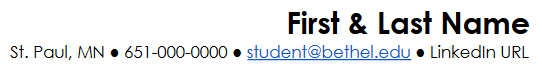 First & Last Name
St. Paul, MN ● 651-000-0000 ● student@bethel.edu ● LinkedIn URL